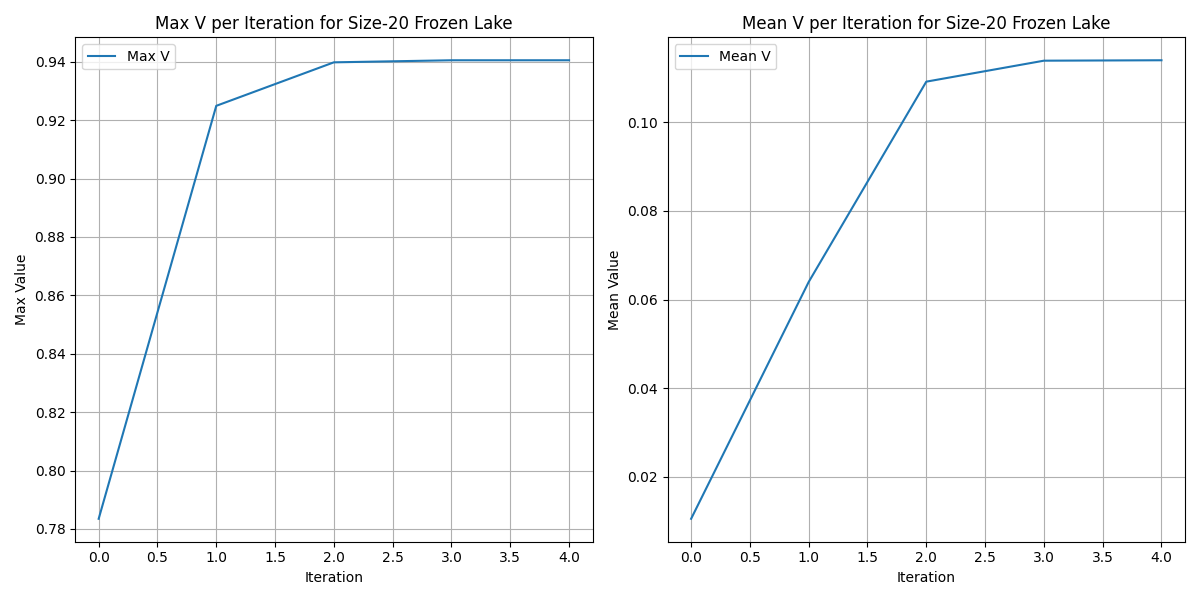 Max V per Iteration for Size-20 Frozen Lake
Max V
0.94
0.92
0.90
0.88
0.86
0.84
0.82
0.80
0.78
Max Value
0.0 0.5 1.0 1.5 2.0 2.5 3.0 3.5 4.0
Iteration
Mean V per Iteration for Size-20 Frozen Lake
Mean V
0.10
0.08
0.06
0.04
0.02
Mean Value
0.0 0.5 1.0 1.5 2.0 2.5 3.0 3.5 4.0
Iteration